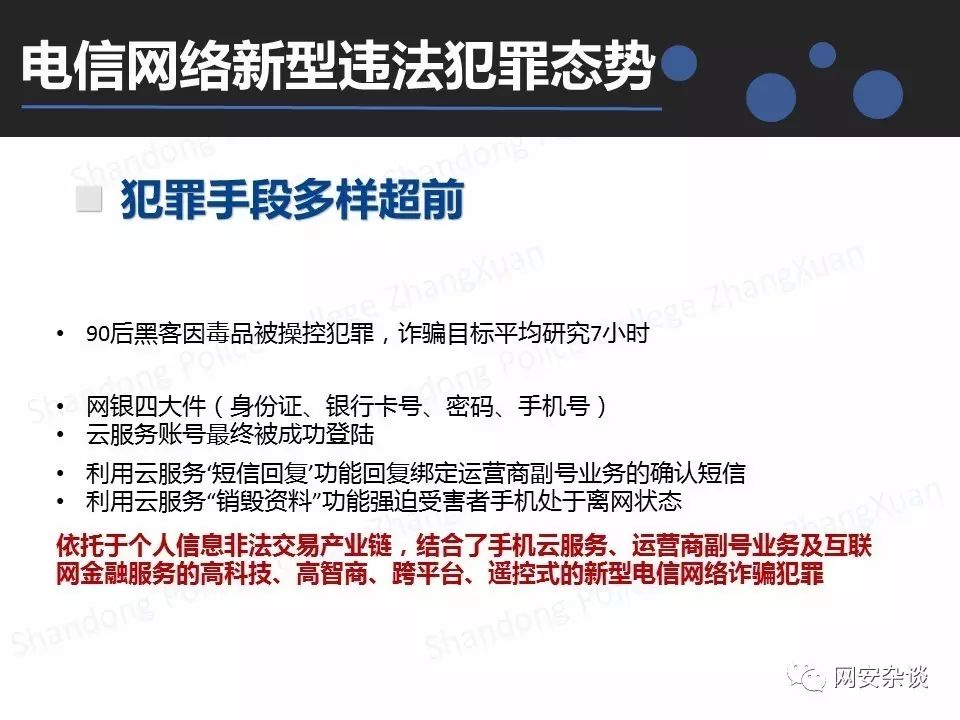 电信网络新型违法犯罪态势
犯罪手段多样超前
• 90后黑客因毒品被操控犯罪，诈骗目标平均研究7小时
• 网银四大件（身份证、银行卡号、密码、手机号）
• 云服务账号最终被成功登陆
• 利用云服务‘短信回复’功能回复绑定运营商副号业务的确认短信
• 利用云服务“销毁资料”功能强迫受害者手机处于离网状态
依托于个人信息非法交易产业链，结合了手机云服务、运营商副号业务及互联
网金融服务的高科技、高智商、跨平台、遥控式的新型电信网络诈骗犯罪
Shandong Police College ZhangXuan
网安杂谈